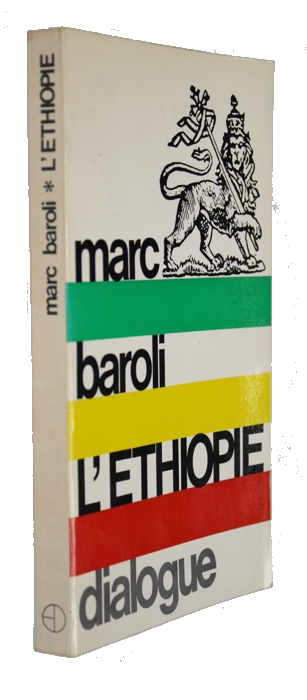 marc baroli * L'ETHIOPIE
marc
baroli
L'ETHIOPIE
dialogue